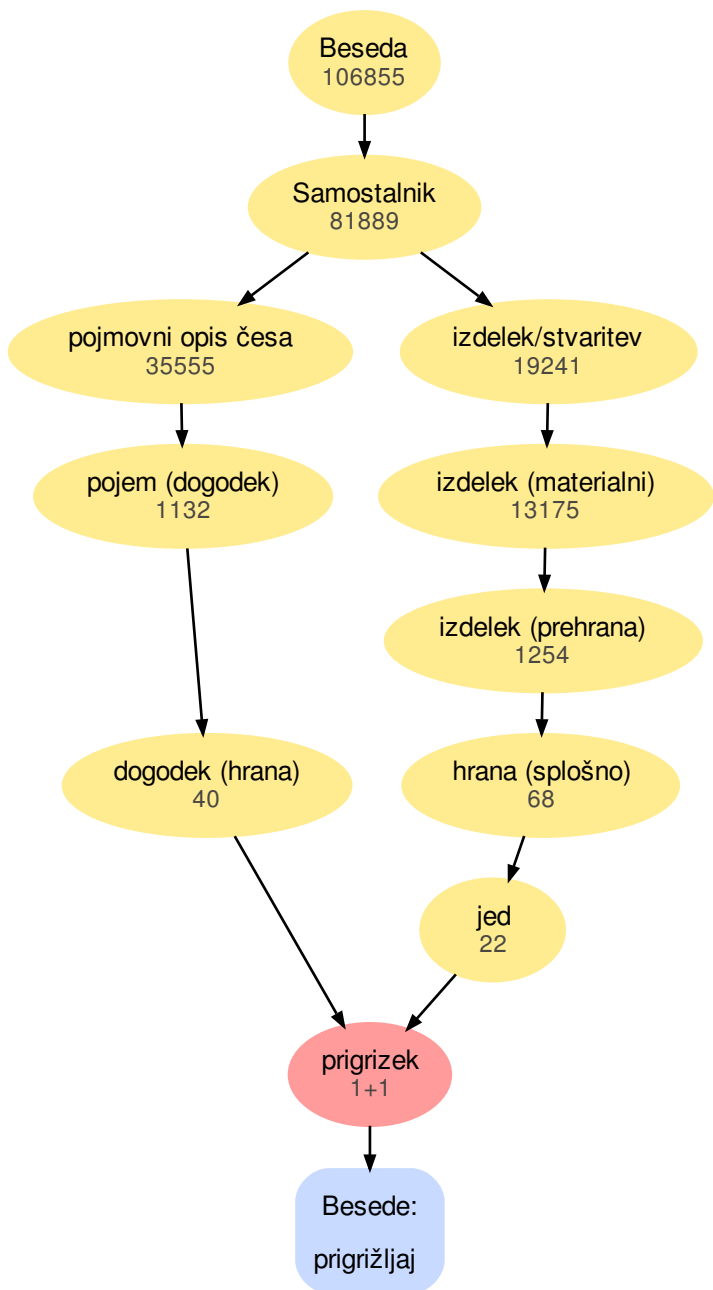 Beseda
106855
Samostalnik
81889
pojmovni opis česa
35555
izdelek/stvaritev
19241
pojem (dogodek)
1132
izdelek (materialni)
13175
izdelek (prehrana)
1254
dogodek (hrana)
40
hrana (splošno)
68
jed
22
prigrizek
1+1
Besede:
prigrižljaj